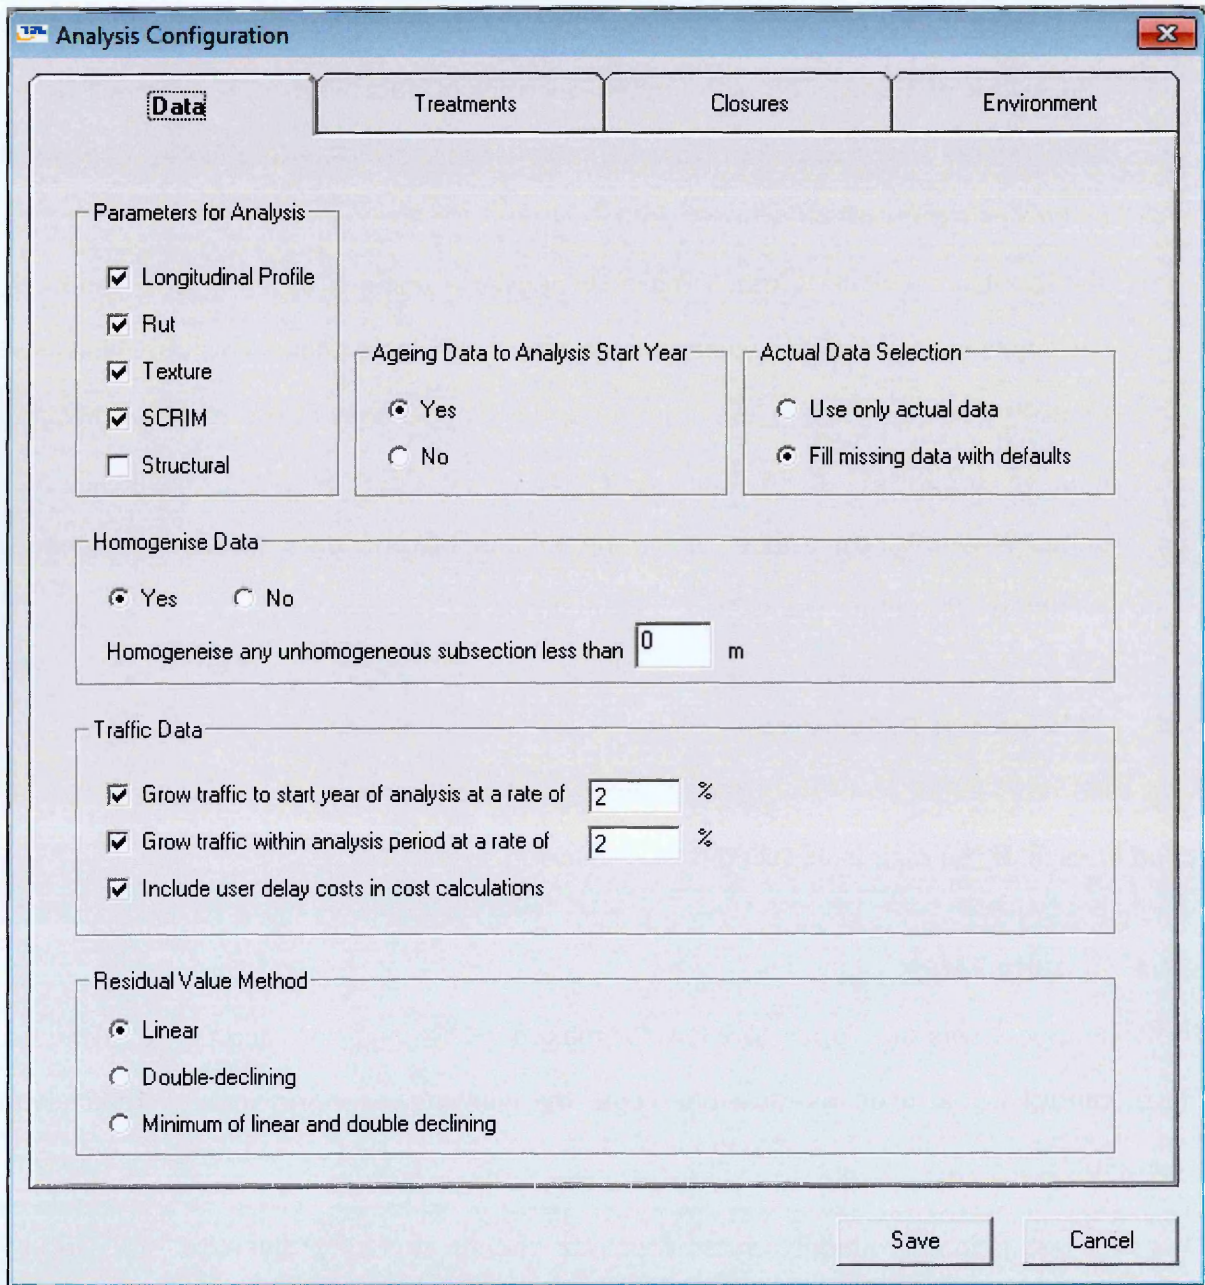 Analysis Configuration
Data
Treatments
Closures
Environment
Parameters for Analysis
Longitudinal Profile
Rut
Texture
SCRIM
Structural
Ageing Data to Analysis Start Year
Yes
No
Actual Data Selection
Use only actual data
Fill missing data with defaults
Homogenise Data
Yes No
Homogeneise any unhomogeneous subsection less than 0 m
Traffic Data
Grow traffic to start year of analysis at a rate of 2 %
Grow traffic within analysis period at a rate of 2 %
Include user delay costs in cost calculations
Residual Value Method
Linear
Double-declining
Minimum of linear and double declining
Save Cancel